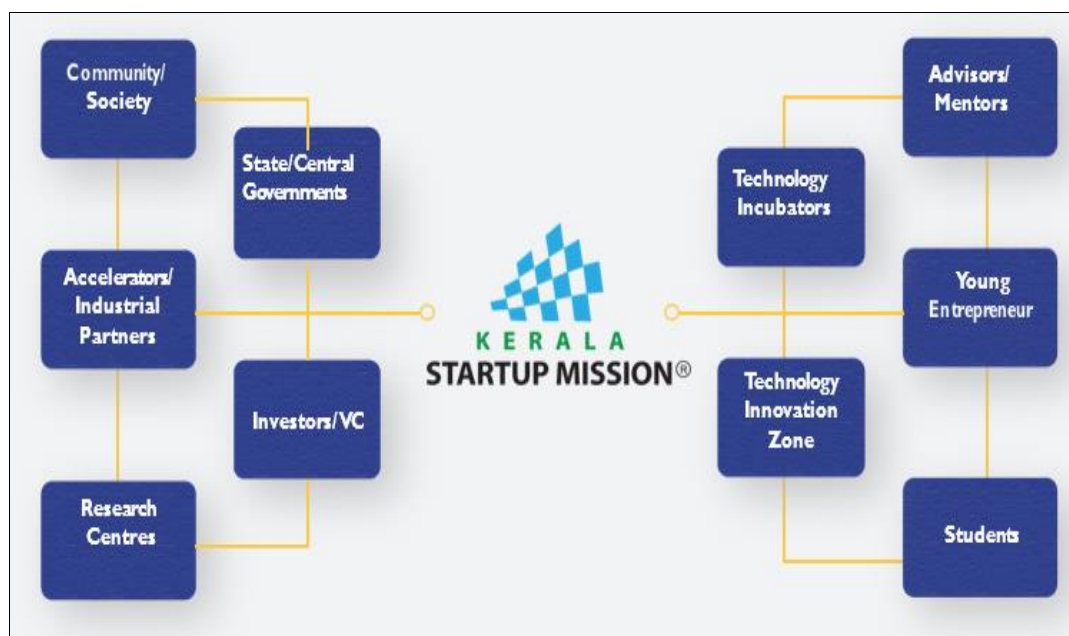 Community/
Society
State/Central
Governments
Accelerators/
Industrial
Partners
Investors/VC
Research
Centres
KERALA
STARTUP MISSION®
Advisors/
Mentors
Technology
Incubators
Young
Entrepreneur
Technology
Innovation
Zone
Students